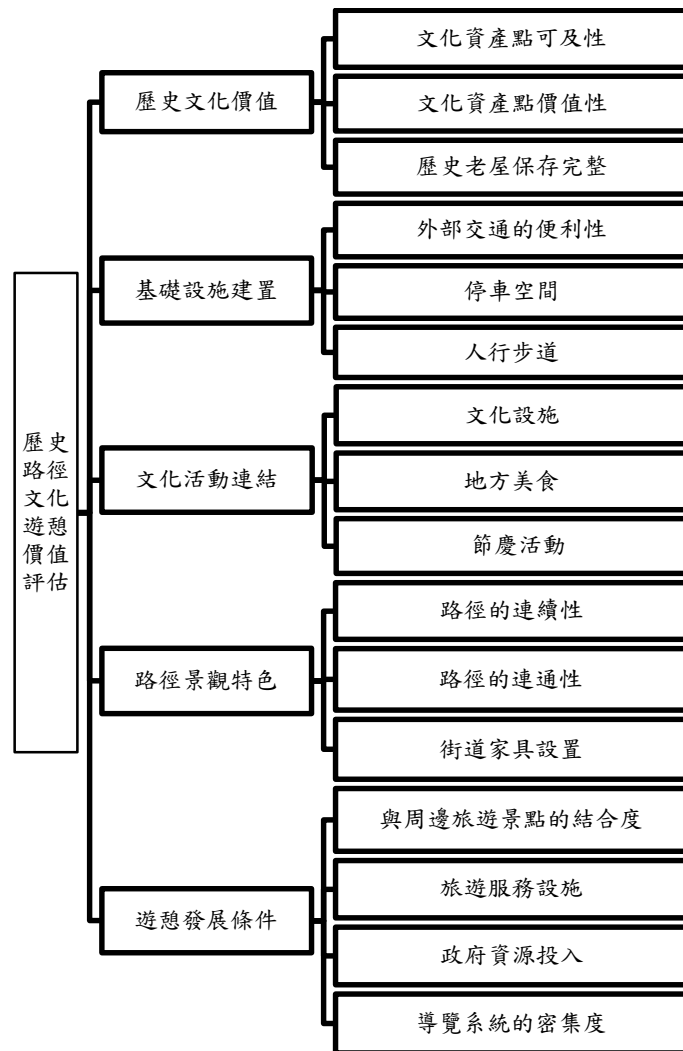 歷史
路徑
文化
遊憩
價值
評估
歷史文化價值
文化資產點可及性
文化資產點價值性
歷史老屋保存完整
基礎設施建置
外部交通的便利性
停車空間
人行步道
文化活動連結
文化設施
地方美食
節慶活動
路徑景觀特色
路徑的連續性
路徑的連通性
街道家具設置
遊憩發展條件
與周邊旅遊景點的結合度
旅遊服務設施
政府資源投入
導覽系統的密集度